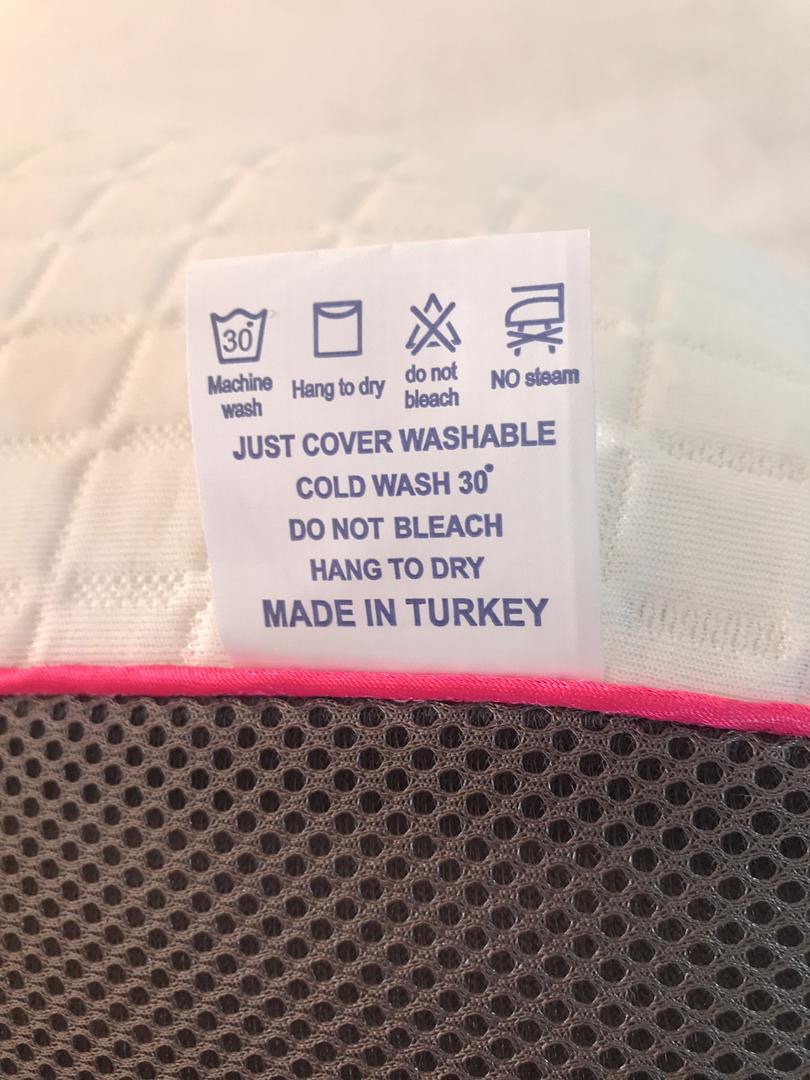 30°
Machine wash
Hang to dry
do not bleach
NO steam
JUST COVER WASHABLE
COLD WASH 30°
DO NOT BLEACH
HANG TO DRY
MADE IN TURKEY